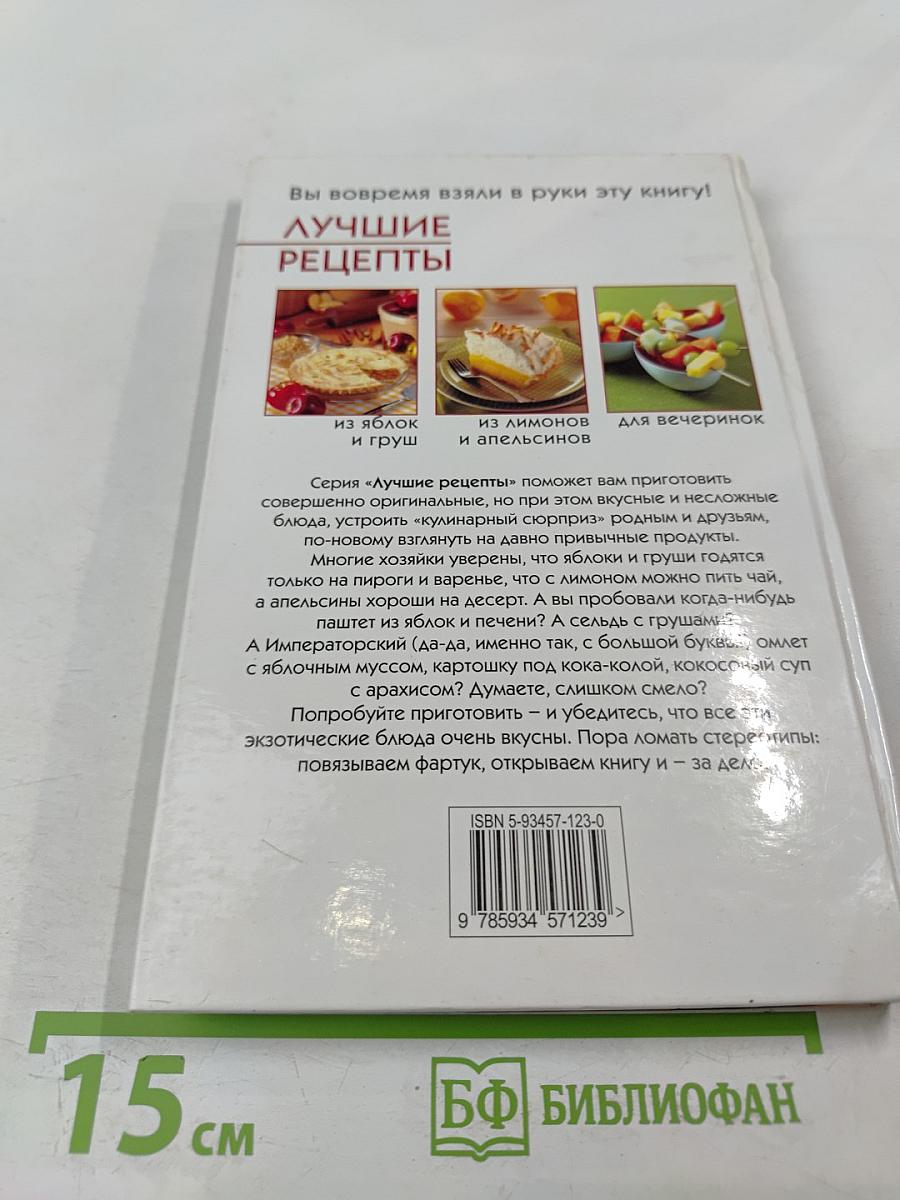 Вы вовремя взяли в руки эту книгу!
ЛУЧШИЕ
РЕЦЕПТЫ
из яблок
и груш
из лимонов
и апельсинов
для вечеринок
Серия «Лучшие рецепты» поможет вам приготовить
совершенно оригинальные, но при этом вкусные и несложные
блюда, устроить «кулинарный сюрприз» родным и друзьям,
по-новому взглянуть на давно привычные продукты.
Многие хозяйки уверены, что яблоки и груши годятся
только на пироги и варенье, что с лимоном можно пить чай,
а апельсины хороши на десерт. А вы пробовали когда-нибудь
паштет из яблок и печени? А сельдь с грушами?
А Императорский (да-да, именно так, с большой буквы!) омлет
с яблочным муссом, картошку под кока-колой, кокосовый суп
с арахисом? Думаете, слишком смело?
Попробуйте приготовить – и убедитесь, что все эти
экзотические блюда очень вкусны. Пора ломать стереотипы:
повязываем фартук, открываем книгу и – за дело
ISBN 5-93457-123-0
9 785934 571239 >
15 см
БФ БИБЛИОФАН